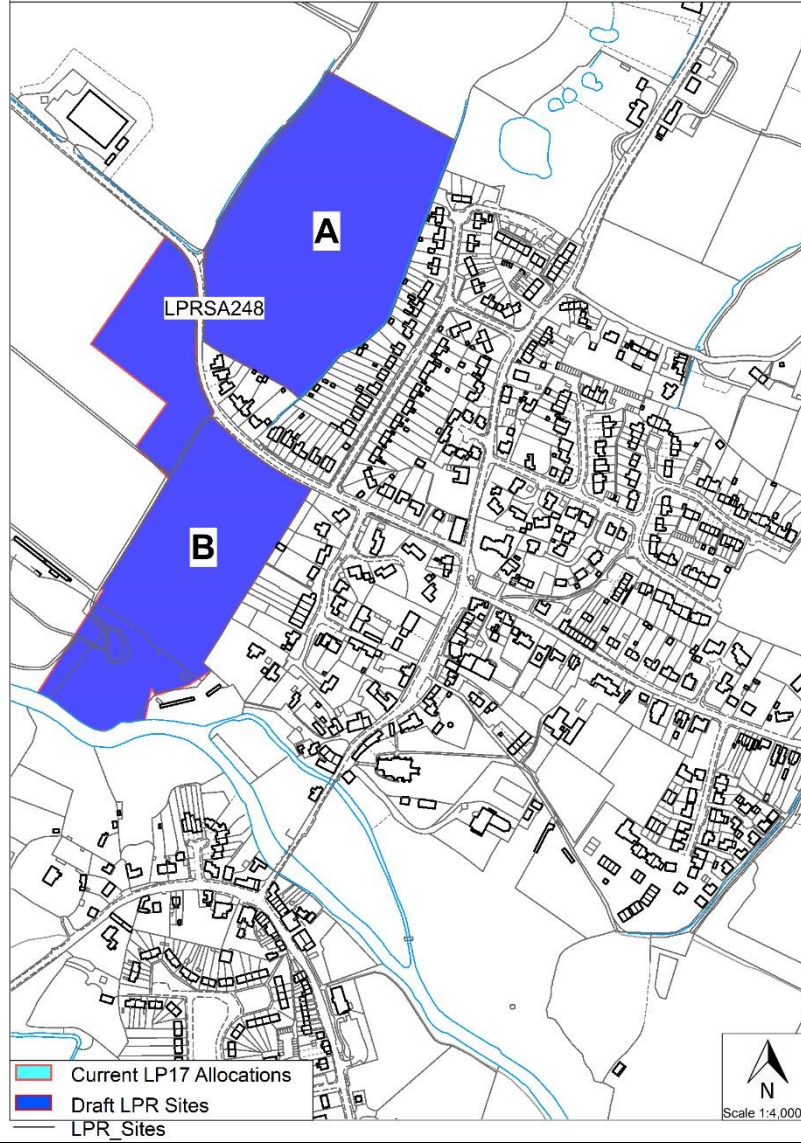 A
LPRSA248
B
Current LP17 Allocations
Draft LPR Sites
LPR_Sites
N
Scale 1:4,000